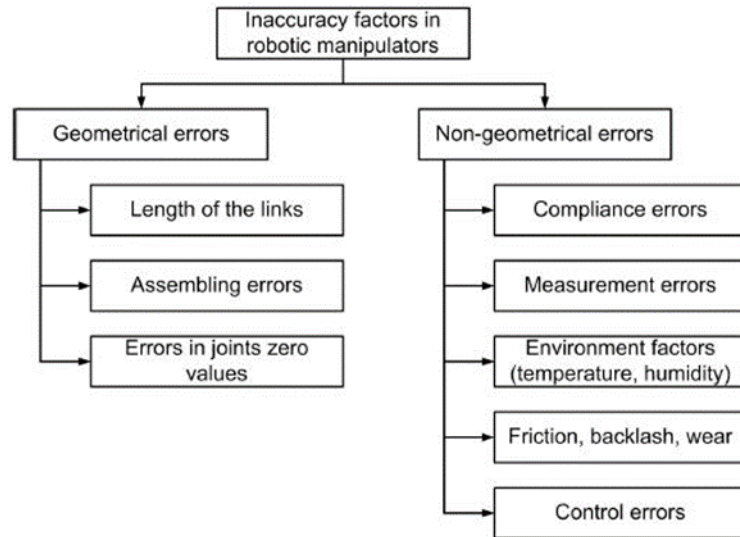 Inaccuracy factors in
robotic manipulators
Geometrical errors
Length of the links
Assembling errors
Errors in joints zero
values
Non-geometrical errors
Compliance errors
Measurement errors
Environment factors
(temperature, humidity)
Friction, backlash, wear
Control errors